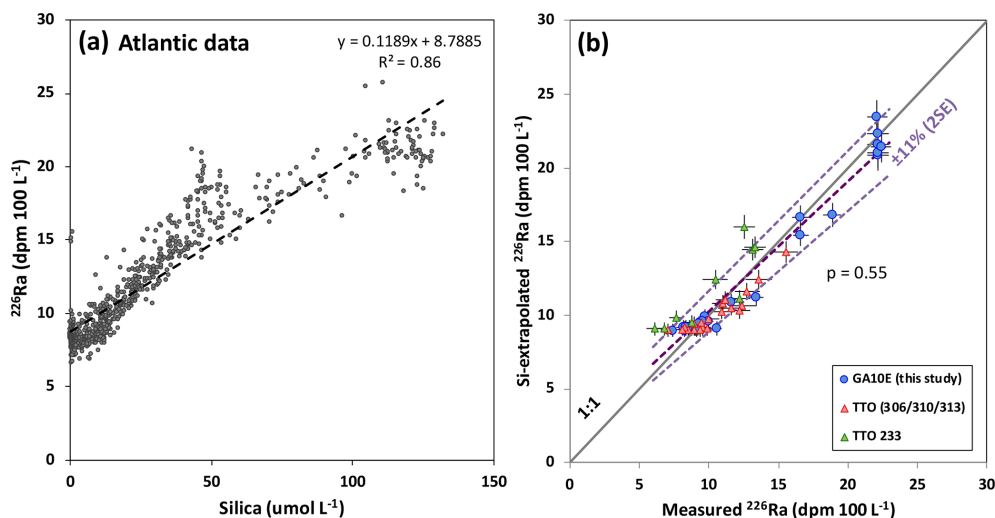 (a) Atlantic data
y = 0.1189x + 8.7885
R² = 0.86
30
25
20
15
10
5
0
²²⁶Ra (dpm 100 L⁻¹)
0
50
100
150
Silica (umol L⁻¹)
(b)
±11% (2SE)
p = 0.55
1:1
GA10E (this study)
TTO (306/310/313)
TTO 233
30
25
20
15
10
5
0
Si-extrapolated ²²⁶Ra (dpm 100 L⁻¹)
0
5
10
15
20
25
30
Measured ²²⁶Ra (dpm 100 L⁻¹)